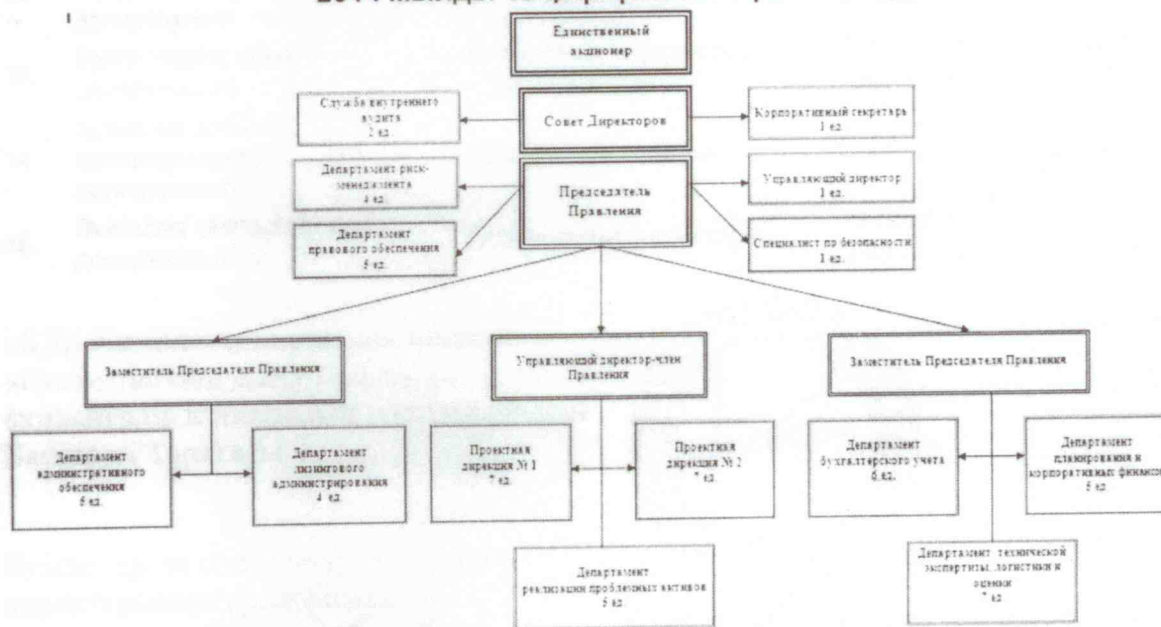 Единственный
акционер
Служба внутреннего
аудита
2 ед.
Совет Директоров
Корпоративный секретарь
1 ед.
Департамент риск-
менеджмента
4 ед.
Председатель
Правления
Управляющий директор
1 ед.
Департамент
правового обеспечения
5 ед.
Специалист по безопасности
1 ед.
Заместитель Председателя Правления
Управляющий директор-член
Правления
Заместитель Председателя Правления
Департамент
административного
обеспечения
6 ед.
Департамент
лизингового
администрирования
4 ед.
Проектная
дирекция № 1
7 ед.
Проектная
дирекция № 2
7 ед.
Департамент
бухгалтерского учета
6 ед.
Департамент
планирования и
корпоративных финансов
5 ед.
Департамент
реализации проблемных активов
5 ед.
Департамент технической
экспертизы, логистики и
оценки
7 ед.